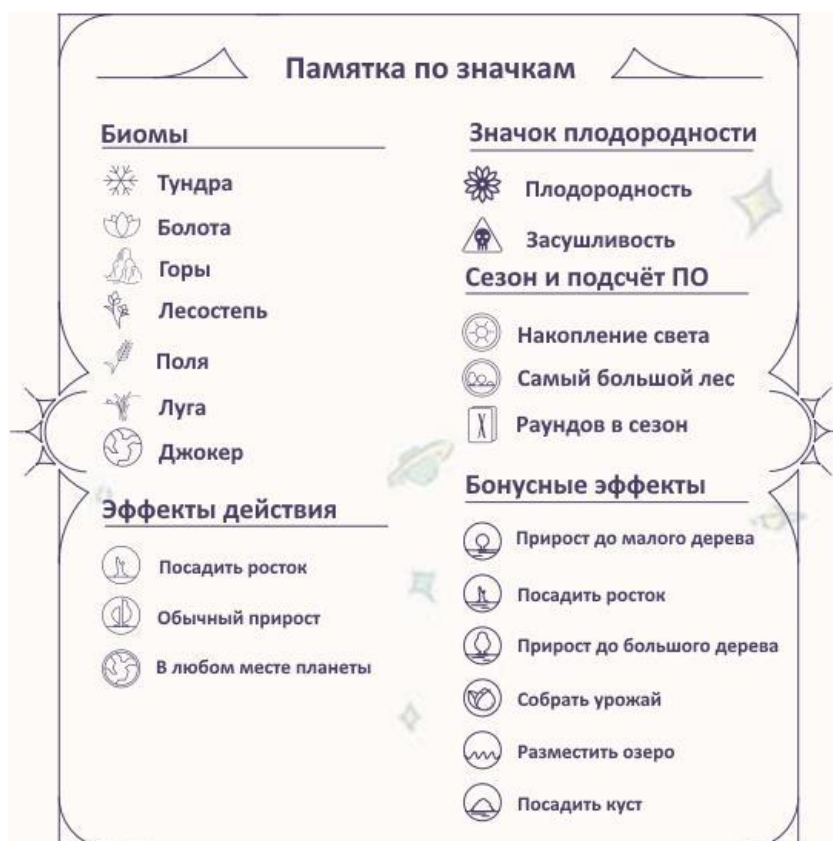 Памятка по значкам
Биомы
Тундра
Болота
Горы
Лесостепь
Поля
Луга
Джокер
Эффекты действия
Посадить росток
Обычный прирост
В любом месте планеты
Значок плодородности
Плодородность
Засушливость
Сезон и подсчёт ПО
Накопление света
Самый большой лес
Раундов в сезон
Бонусные эффекты
Прирост до малого дерева
Посадить росток
Прирост до большого дерева
Собрать урожай
Разместить озеро
Посадить куст